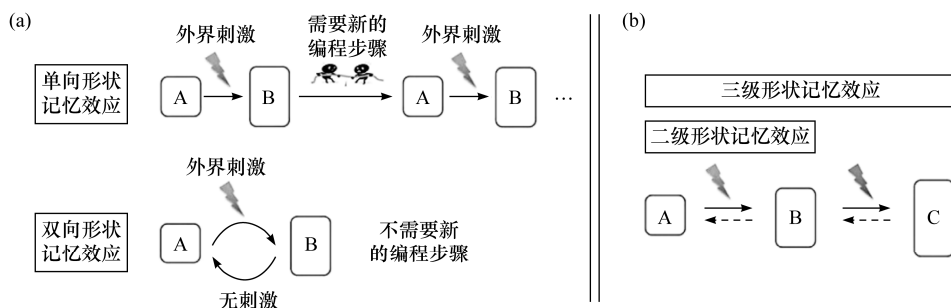 (a)
外界刺激
需要新的
编程步骤
外界刺激
单向形状
记忆效应
A
B
A
B
…
外界刺激
双向形状
记忆效应
A
B
不需要新
的编程步骤
无刺激
(b)
三级形状记忆效应
二级形状记忆效应
A
B
C